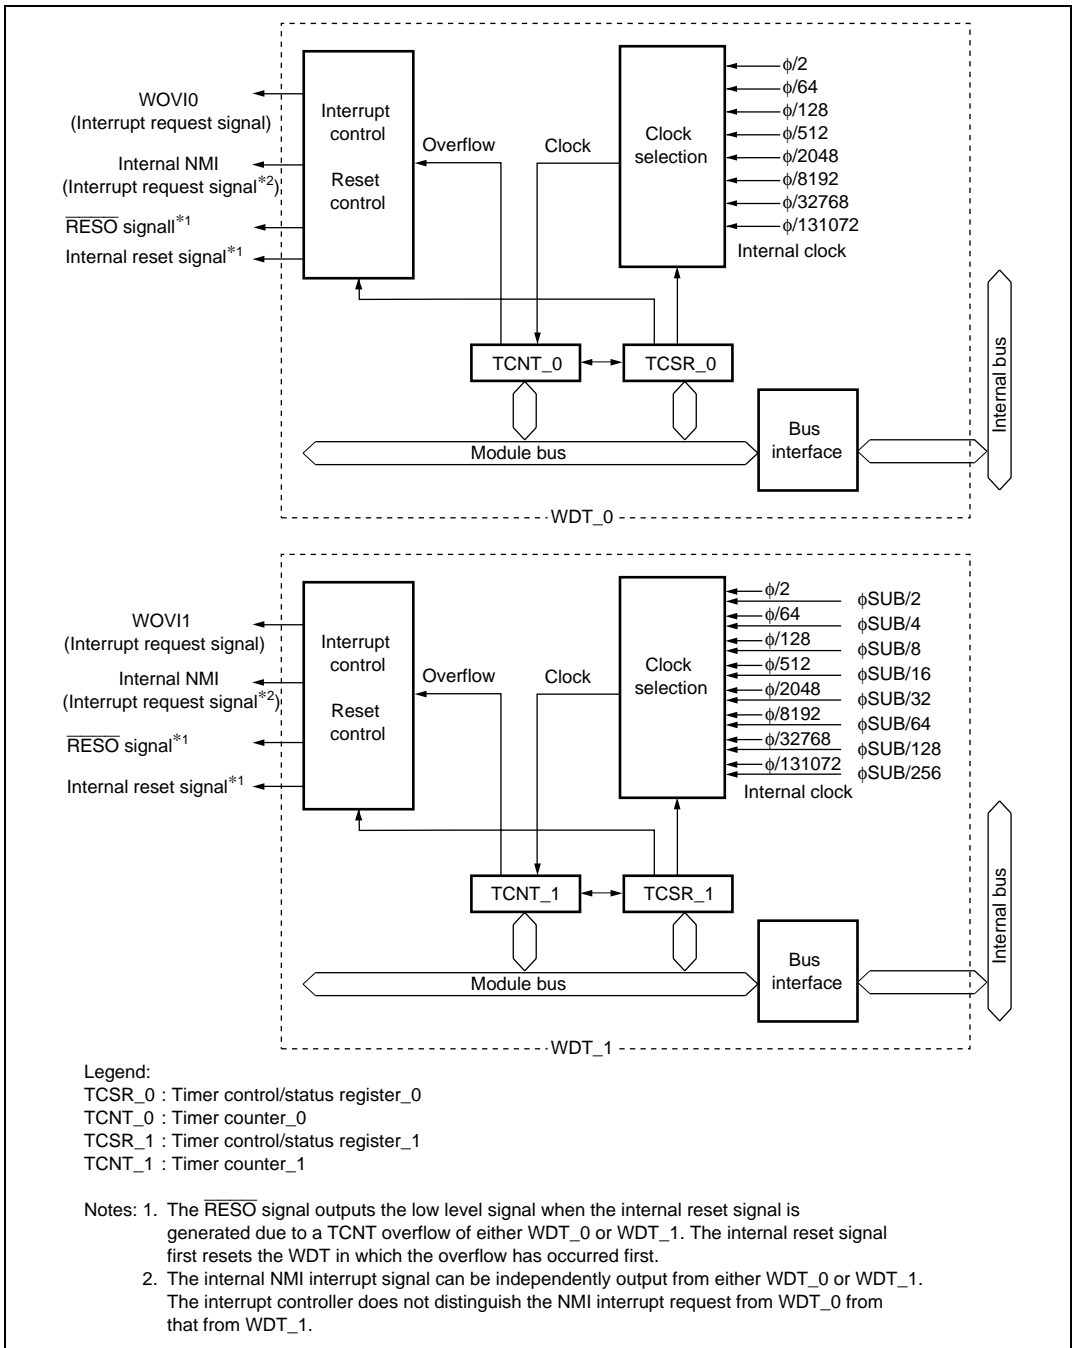 WOVI0
(Interrupt request signal)
Internal NMI
(Interrupt request signal*2)
RESO signall*1
Internal reset signal*1
Interrupt
control
Reset
control
Overflow
Clock
Clock
selection
ϕ/2
ϕ/64
ϕ/128
ϕ/512
ϕ/2048
ϕ/8192
ϕ/32768
ϕ/131072
Internal clock
TCNT_0
TCSR_0
Module bus
Bus
interface
Internal bus
WDT_0
WOVI1
(Interrupt request signal)
Internal NMI
(Interrupt request signal*2)
RESO signal*1
Internal reset signal*1
Interrupt
control
Reset
control
Overflow
Clock
Clock
selection
ϕ/2
ϕ/64
ϕ/128
ϕ/512
ϕ/2048
ϕ/8192
ϕ/32768
ϕ/131072
Internal clock
ϕSUB/2
ϕSUB/4
ϕSUB/8
ϕSUB/16
ϕSUB/32
ϕSUB/64
ϕSUB/128
ϕSUB/256
TCNT_1
TCSR_1
Module bus
Bus
interface
Internal bus
WDT_1
Legend:
TCSR_0 : Timer control/status register_0
TCNT_0 : Timer counter_0
TCSR_1 : Timer control/status register_1
TCNT_1 : Timer counter_1
Notes: 1. The RESO signal outputs the low level signal when the internal reset signal is
generated due to a TCNT overflow of either WDT_0 or WDT_1. The internal reset signal
first resets the WDT in which the overflow has occurred first.
2. The internal NMI interrupt signal can be independently output from either WDT_0 or WDT_1.
The interrupt controller does not distinguish the NMI interrupt request from WDT_0 from
that from WDT_1.